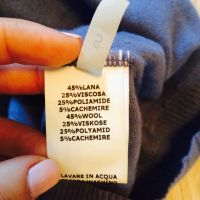 45%LANA
25%VISCOSA
25%POLIAMIDE
5%CACHEMIRE
45%WOOL
25%VISKOSE
25%POLYAMID
5%CACHEMIRE
LAVARE IN ACQUA